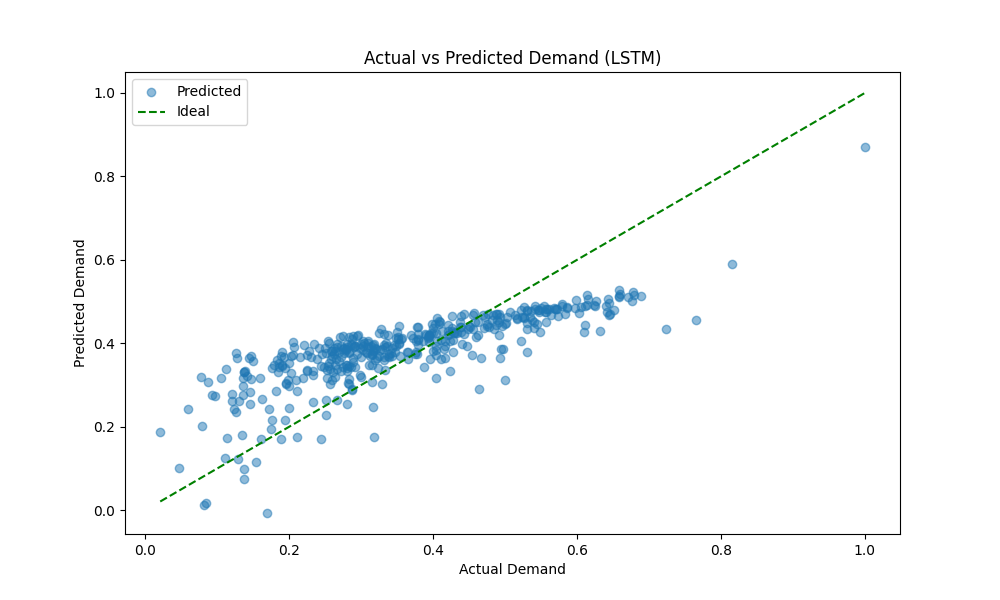 Actual vs Predicted Demand (LSTM)
Predicted
Ideal
Predicted Demand
1.0
0.8
0.6
0.4
0.2
0.0
0.0 0.2 0.4 0.6 0.8 1.0
Actual Demand